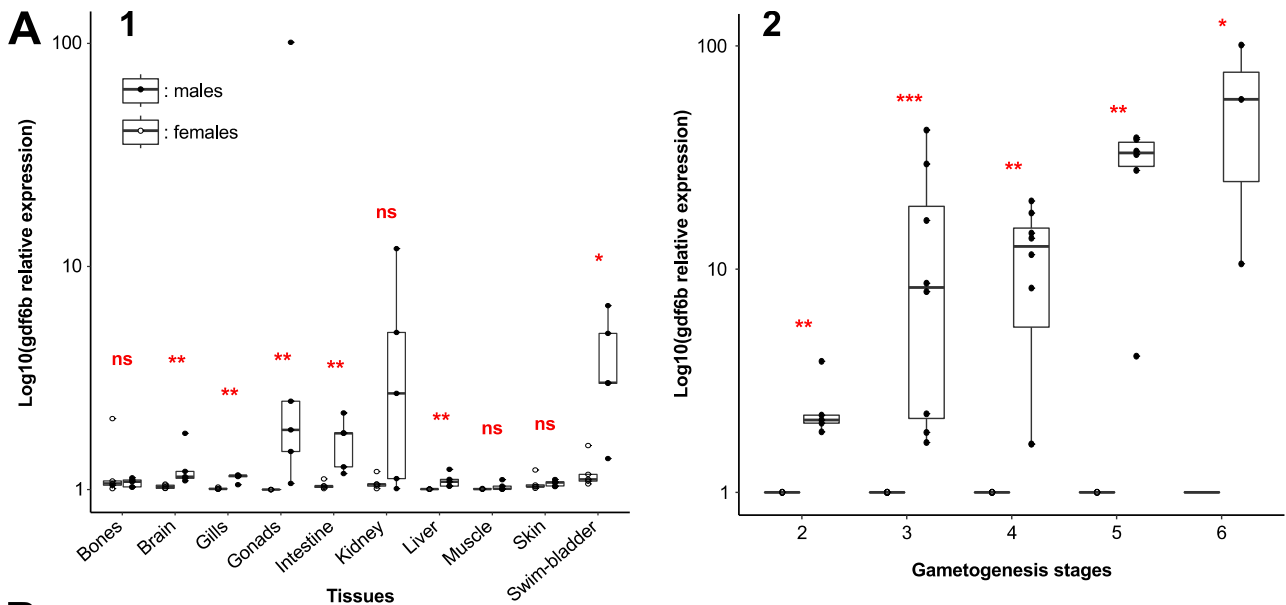 A 1
100
10
1
Log10(gdf6b relative expression)
: males
: females
ns
**
**
**
**
ns
**
ns
ns
*
Bones
Brain
Gills
Gonads
Intestine
Kidney
Liver
Muscle
Skin
Swim-bladder
Tissues
2
100
10
1
Log10(gdf6b relative expression)
**
***
**
**
*
2 3 4 5 6
Gametogenesis stages